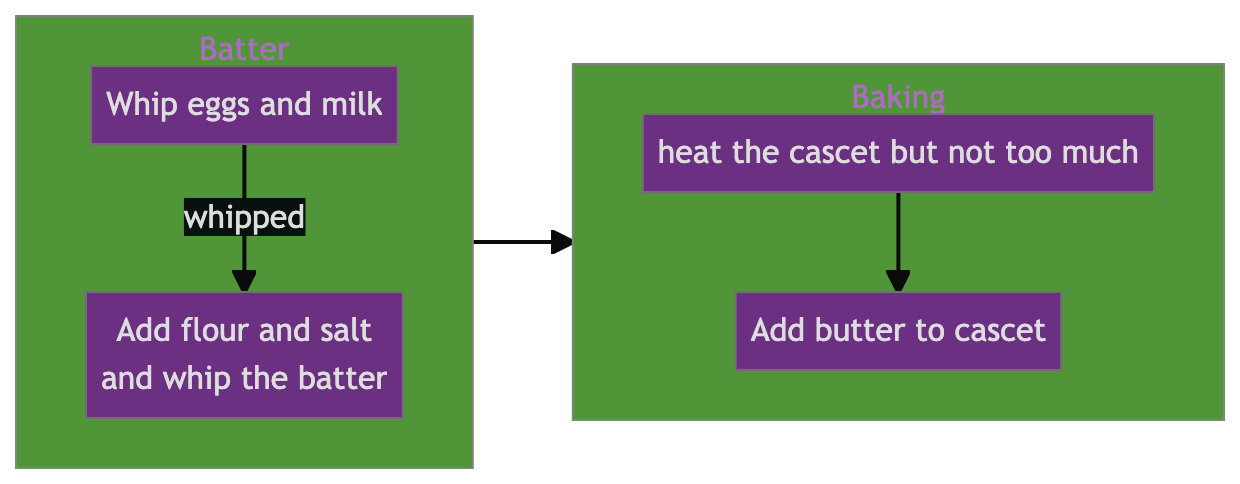 Batter
Whip eggs and milk
whipped
Add flour and salt
and whip the batter
Baking
heat the cascet but not too much
Add butter to cascet